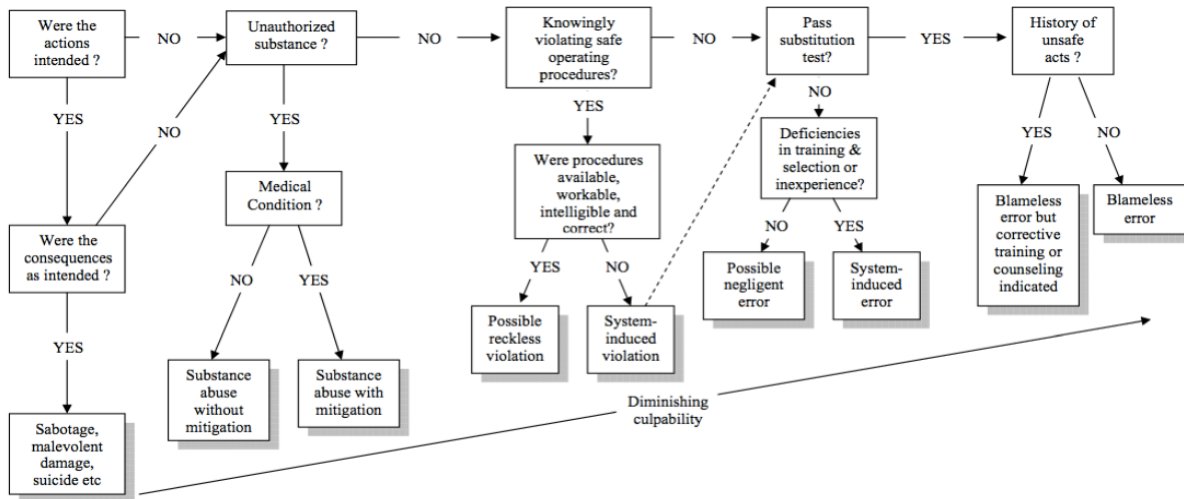 Were the
actions
intended ?
NO
Unauthorized
substance ?
NO
Knowingly
violating safe
operating
procedures?
NO
Pass
substitution
test?
YES
History of
unsafe
acts ?
YES
NO
YES
YES
NO
YES
NO
Were the
consequences
as intended ?
Medical
Condition ?
Were procedures
available,
workable,
intelligible and
correct?
Deficiencies
in training &
selection or
inexperience?
Blameless
error but
corrective
training or
counseling
indicated
Blameless
error
YES
NO
YES
YES
NO
NO
YES
Sabotage,
malevolent
damage,
suicide etc
Substance
abuse
without
mitigation
Substance
abuse with
mitigation
Possible
reckless
violation
System-
induced
violation
Possible
negligent
error
System-
induced
error
Diminishing
culpability